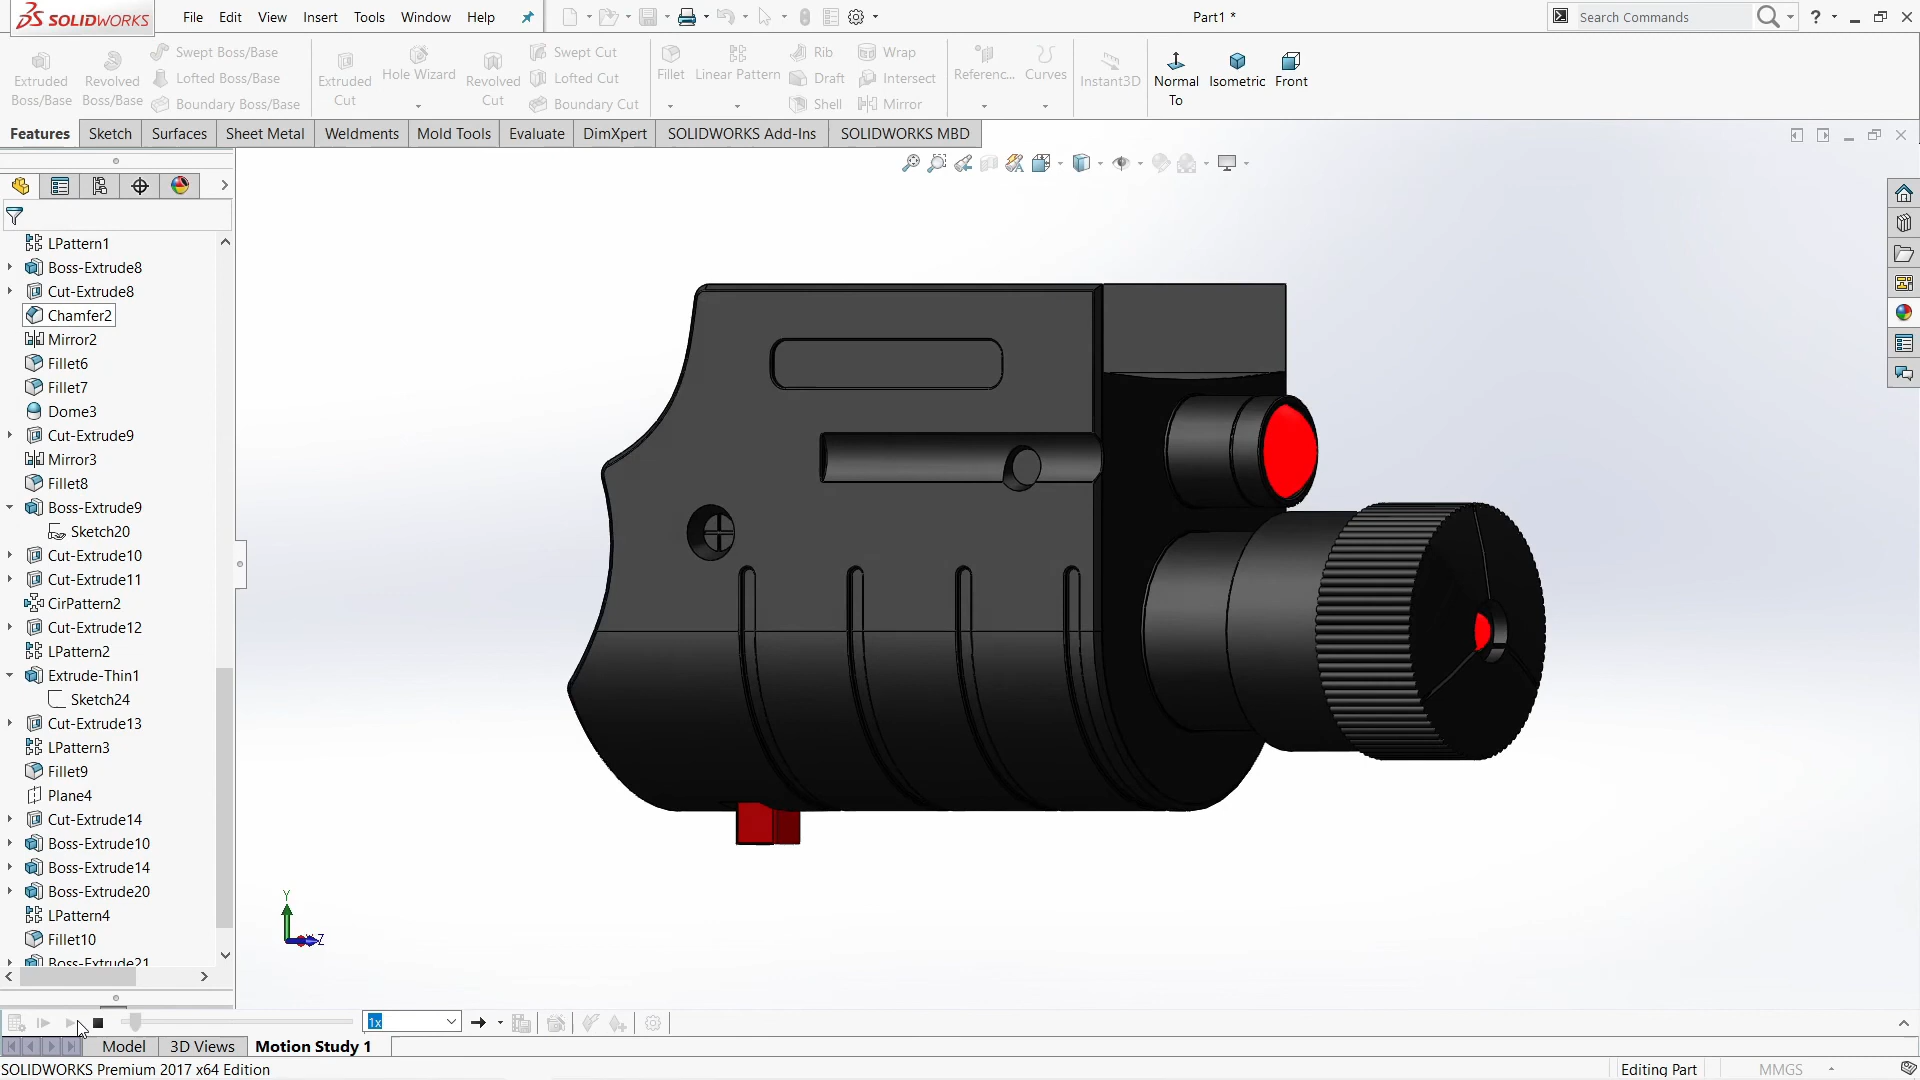 SOLIDWORKS File Edit View Insert Tools Window Help Part1 * Search Commands ?
Extruded Boss/Base
Revolved Boss/Base
Swept Boss/Base
Lofted Boss/Base
Boundary Boss/Base
Extruded Cut
Hole Wizard
Revolved Cut
Swept Cut
Lofted Cut
Boundary Cut
Fillet
Linear Pattern
Rib
Draft
Shell
Wrap
Intersect
Mirror
Referenc...
Curves
Instant3D
Normal To
Isometric
Front
Features Sketch Surfaces Sheet Metal Weldments Mold Tools Evaluate DimXpert SOLIDWORKS Add-Ins SOLIDWORKS MBD
LPattern1
Boss-Extrude8
Cut-Extrude8
Chamfer2
Mirror2
Fillet6
Fillet7
Dome3
Cut-Extrude9
Mirror3
Fillet8
Boss-Extrude9
Sketch20
Cut-Extrude10
Cut-Extrude11
CirPattern2
Cut-Extrude12
LPattern2
Extrude-Thin1
Sketch24
Cut-Extrude13
LPattern3
Fillet9
Plane4
Cut-Extrude14
Boss-Extrude10
Boss-Extrude14
Boss-Extrude20
LPattern4
Fillet10
Boss-Extrude21
Y
Z
1x
Model 3D Views Motion Study 1
SOLIDWORKS Premium 2017 x64 Edition Editing Part MMGS